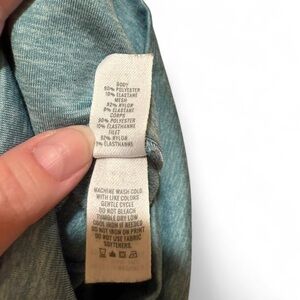 BODY
90% POLYESTER
10% ELASTANE
MESH
92% NYLON
8% ELASTANE
CORPS
90% POLYESTER
10% ELASTHANNE
FILET
92% NYLON
8% ELASTHANNE
MACHINE WASH COLD
WITH LIKE COLORS
GENTLE CYCLE
DO NOT BLEACH
TUMBLE DRY LOW
COOL IRON IF NEEDED
DO NOT IRON ON PRINT
DO NOT USE FABRIC
SOFTENERS.